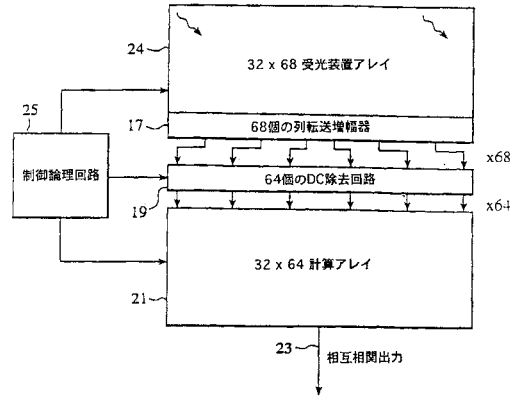 24
32 x 68 受光装置アレイ
25
17
68個の列転送増幅器
x68
制御論理回路
64個のDC除去回路
19
x64
32 x 64 計算アレイ
21
23
相互相関出力